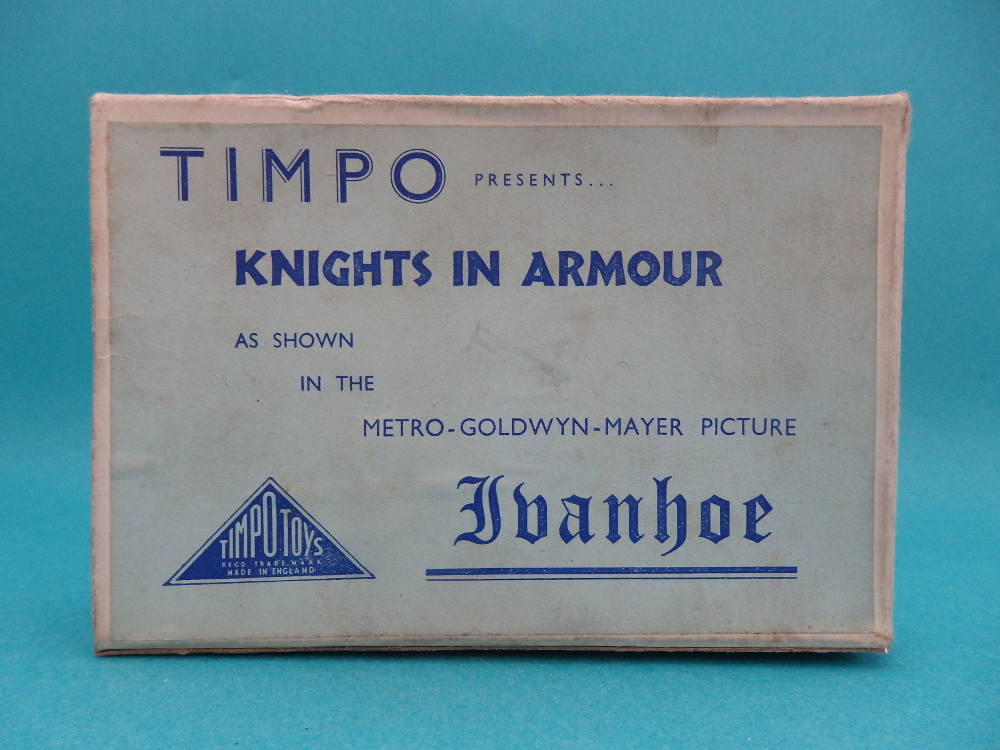 TIMPO PRESENTS...
KNIGHTS IN ARMOUR
AS SHOWN
IN THE
METRO-GOLDWYN-MAYER PICTURE
Ivanhoe
TIMPO TOYS
REGD TRADE MARK
MADE IN ENGLAND